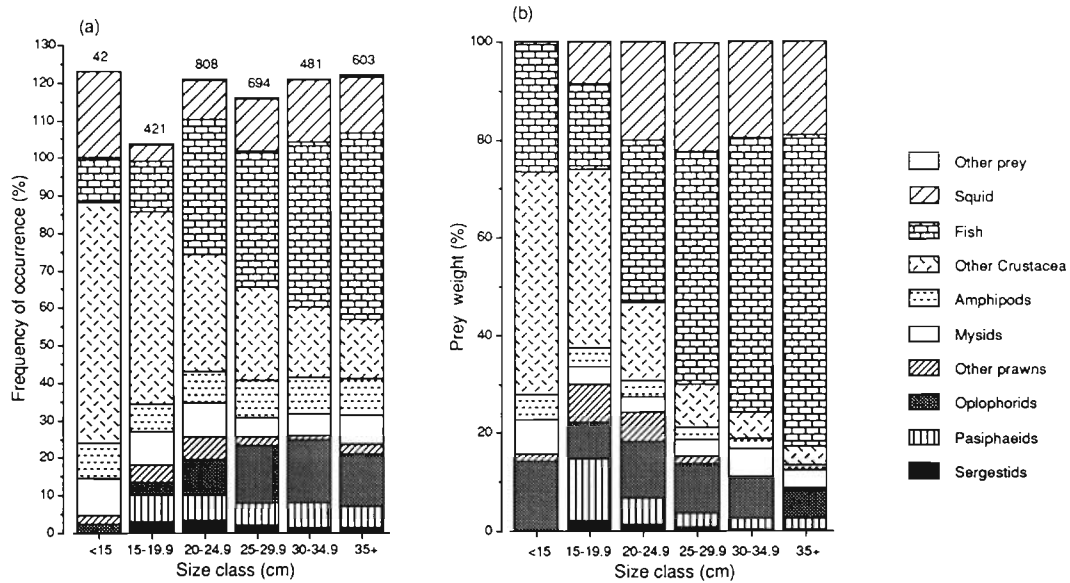 (a)
130
120
110
100
90
80
70
60
50
40
30
20
10
0
Frequency of occurrence (%)
42
421
808
694
481
603
<15
15-19.9
20-24.9
25-29.9
30-34.9
35+
Size class (cm)
(b)
100
80
60
40
20
0
Prey weight (%)
<15
15-19.9
20-24.9
25-29.9
30-34.9
35+
Size class (cm)
Other prey
Squid
Fish
Other Crustacea
Amphipods
Mysids
Other prawns
Oplophorids
Pasiphaeids
Sergestids